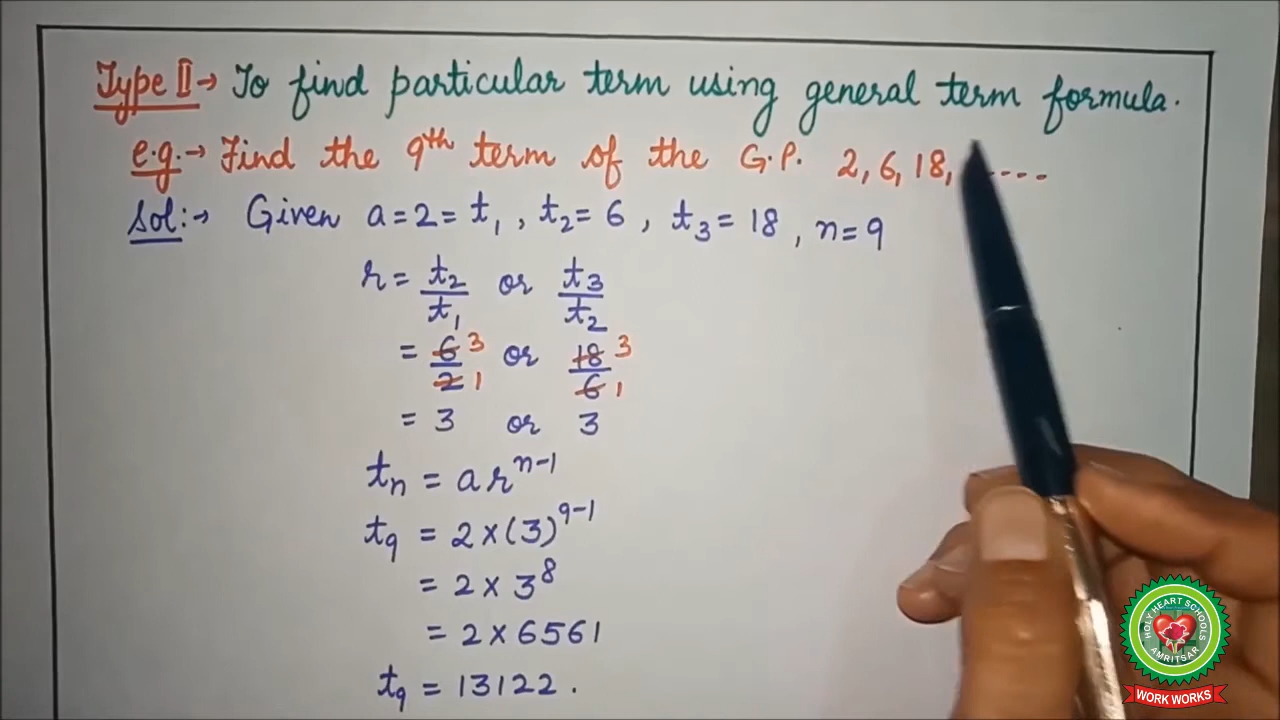 Type II → To find particular term using general term formula.
e.g. → Find the 9th term of the G.P. 2, 6, 18, ....
Sol: → Given a = 2 = t₁, t₂ = 6, t₃ = 18, n = 9
r = t₂/t₁ or t₃/t₂
= 6/2 3 1 or 18/6 3 1
= 3 or 3
tₙ = a rⁿ⁻¹
t₉ = 2 × (3)⁹⁻¹
= 2 × 3⁸
= 2 × 6561
t₉ = 13122.
HOLY HEART SCHOOLS
AMRITSAR
WORK WORKS